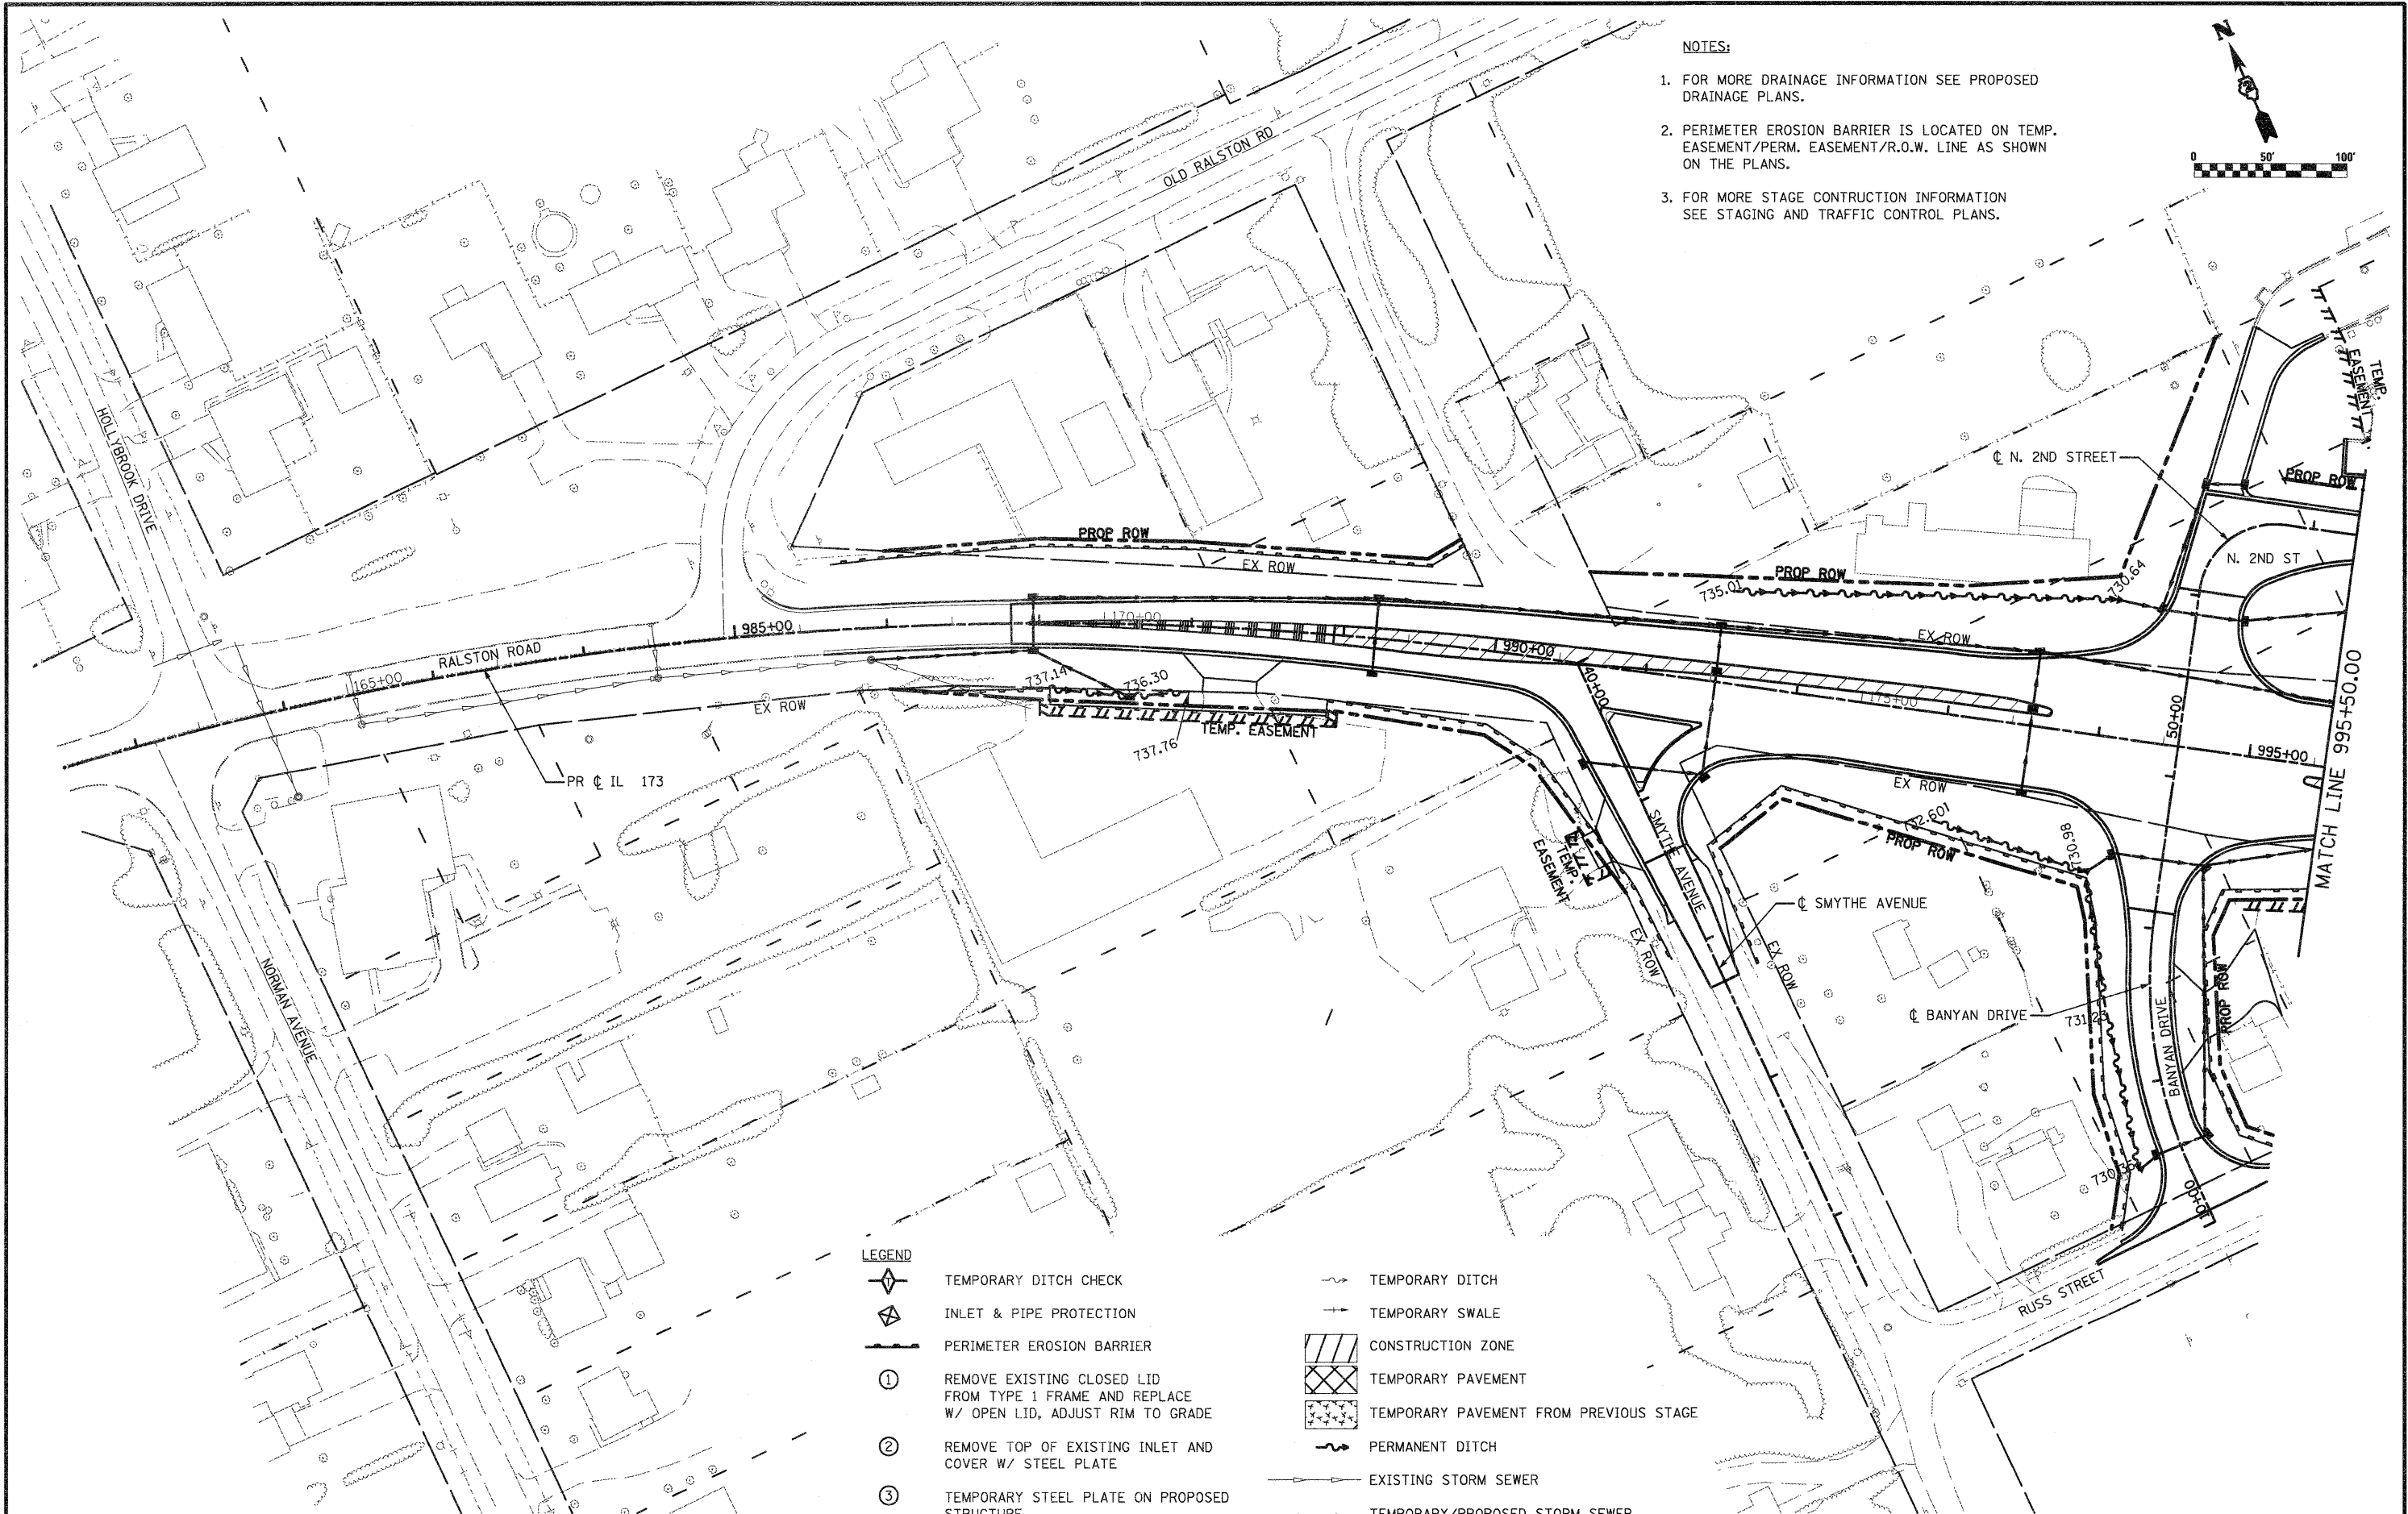 NOTES:
1. FOR MORE DRAINAGE INFORMATION SEE PROPOSED
DRAINAGE PLANS.
2. PERIMETER EROSION BARRIER IS LOCATED ON TEMP.
EASEMENT/PERM. EASEMENT/R.O.W. LINE AS SHOWN
ON THE PLANS.
3. FOR MORE STAGE CONTRUCTION INFORMATION
SEE STAGING AND TRAFFIC CONTROL PLANS.
N
0 50' 100'
OLD RALSTON RD
HOLLYBROOK DRIVE
TEMP.
EASEMENT
℄ N. 2ND STREET
PROP ROW
N. 2ND ST
PROP ROW
EX ROW
PROP ROW
735.01
730.64
EX ROW
985+00
170+00
990+00
RALSTON ROAD
165+00
EX ROW
737.14
736.30
TEMP. EASEMENT
737.76
40+00
175+00
50+00
995+00
MATCH LINE 995+50.00
PR ℄ IL 173
EX ROW
SMYTHE AVENUE
TEMP.
EASEMENT
730.98
PROP ROW
℄ SMYTHE AVENUE
EX ROW
EX ROW
NORMAN AVENUE
℄ BANYAN DRIVE
731.23
BANYAN DRIVE
PROP ROW
RUSS STREET
LEGEND
TEMPORARY DITCH CHECK
INLET & PIPE PROTECTION
PERIMETER EROSION BARRIER
1 REMOVE EXISTING CLOSED LID
FROM TYPE 1 FRAME AND REPLACE
W/ OPEN LID, ADJUST RIM TO GRADE
2 REMOVE TOP OF EXISTING INLET AND
COVER W/ STEEL PLATE
3 TEMPORARY STEEL PLATE ON PROPOSED
STRUCTURE
TEMPORARY DITCH
TEMPORARY SWALE
CONSTRUCTION ZONE
TEMPORARY PAVEMENT
TEMPORARY PAVEMENT FROM PREVIOUS STAGE
PERMANENT DITCH
EXISTING STORM SEWER
TEMPORARY/PROPOSED STORM SEWER